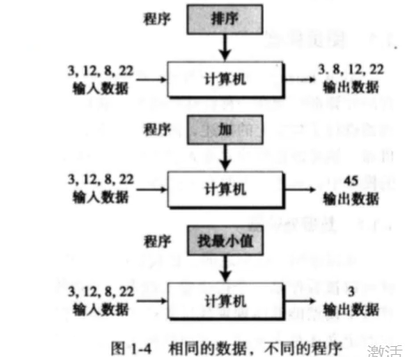 程序 排序
3, 12, 8, 22 计算机 3. 8, 12, 22
输入数据 输出数据
程序 加
3, 12, 8, 22 计算机 45
输入数据 输出数据
程序 找最小值
3, 12, 8, 22 计算机 3
输入数据 输出数据
激活
图 1-4 相同的数据，不同的程序